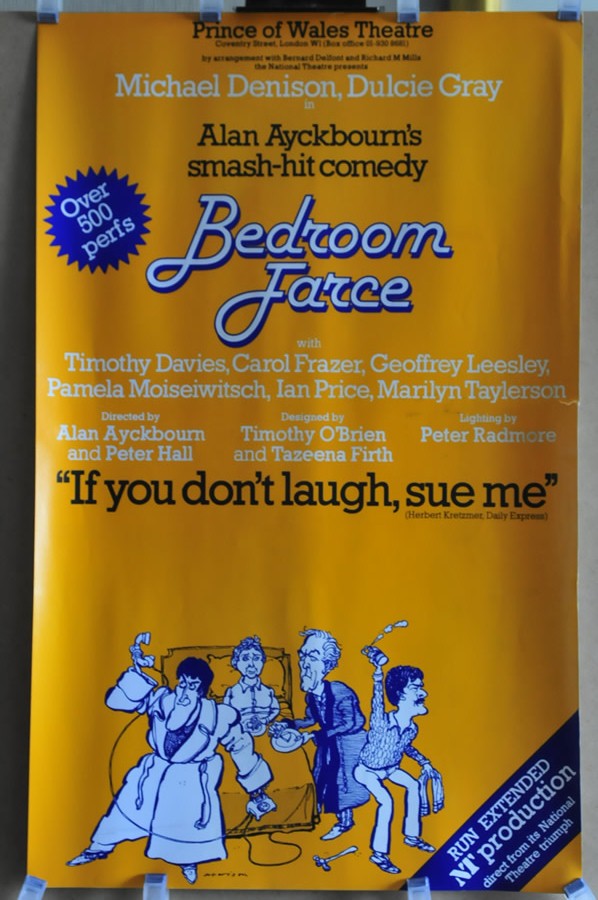 Prince of Wales Theatre
Coventry Street, London W1 (Box office 01-930 8681)
by arrangement with Bernard Delfont and Richard M Mills
the National Theatre presents
Michael Denison, Dulcie Gray
in
Alan Ayckbourn's
smash-hit comedy
Over
500
perfs
Bedroom
Farce
with
Timothy Davies, Carol Frazer, Geoffrey Leesley,
Pamela Moiseiwitsch, Ian Price, Marilyn Taylerson
Directed by
Alan Ayckbourn
and Peter Hall
Designed by
Timothy O'Brien
and Tazeena Firth
Lighting by
Peter Radmore
“If you don't laugh, sue me”
(Herbert Kretzmer, Daily Express)
RUN EXTENDED
NT production
direct from its National
Theatre triumph